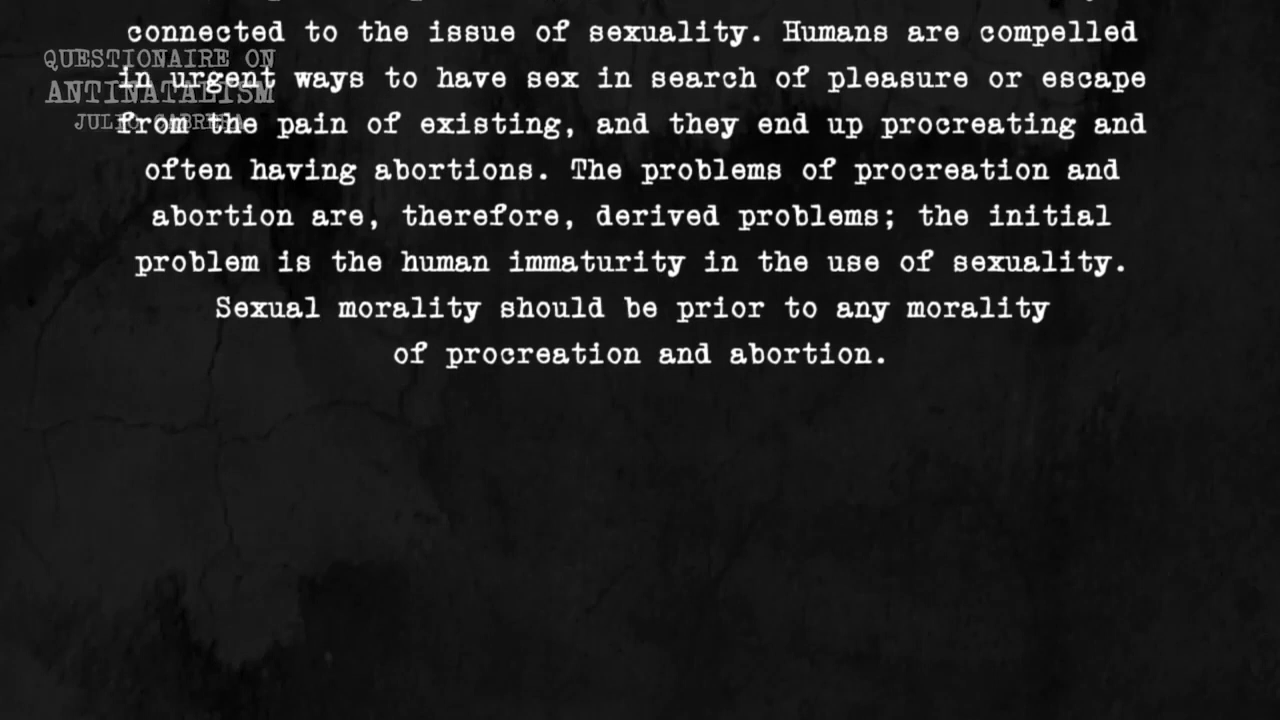 connected to the issue of sexuality. Humans are compelled
in urgent ways to have sex in search of pleasure or escape
from the pain of existing, and they end up procreating and
often having abortions. The problems of procreation and
abortion are, therefore, derived problems; the initial
problem is the human immaturity in the use of sexuality.
Sexual morality should be prior to any morality
of procreation and abortion.
QUESTIONAIRE ON
ANTINATALISM
JULIO CABRERA